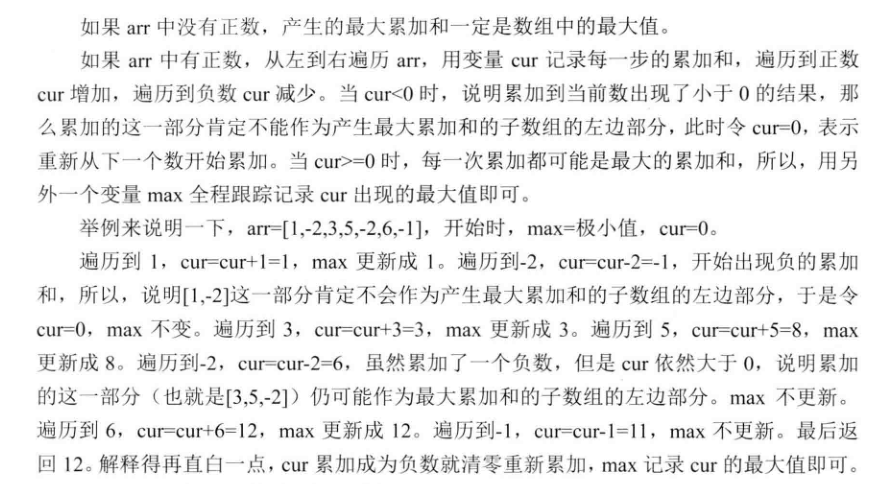 如果 arr 中没有正数，产生的最大累加和一定是数组中的最大值。
如果 arr 中有正数，从左到右遍历 arr，用变量 cur 记录每一步的累加和，遍历到正数
cur 增加，遍历到负数 cur 减少。当 cur<0 时，说明累加到当前数出现了小于 0 的结果，那
么累加的这一部分肯定不能作为产生最大累加和的子数组的左边部分，此时令 cur=0，表示
重新从下一个数开始累加。当 cur>=0 时，每一次累加都可能是最大的累加和，所以，用另
外一个变量 max 全程跟踪记录 cur 出现的最大值即可。
举例来说明一下，arr=[1,-2,3,5,-2,6,-1]，开始时，max=极小值，cur=0。
遍历到 1，cur=cur+1=1，max 更新成 1。遍历到-2，cur=cur-2=-1，开始出现负的累加
和，所以，说明[1,-2]这一部分肯定不会作为产生最大累加和的子数组的左边部分，于是令
cur=0，max 不变。遍历到 3，cur=cur+3=3，max 更新成 3。遍历到 5，cur=cur+5=8，max
更新成 8。遍历到-2，cur=cur-2=6，虽然累加了一个负数，但是 cur 依然大于 0，说明累加
的这一部分（也就是[3,5,-2]）仍可能作为最大累加和的子数组的左边部分。max 不更新。
遍历到 6，cur=cur+6=12，max 更新成 12。遍历到-1，cur=cur-1=11，max 不更新。最后返
回 12。解释得再直白一点，cur 累加成为负数就清零重新累加，max 记录 cur 的最大值即可。